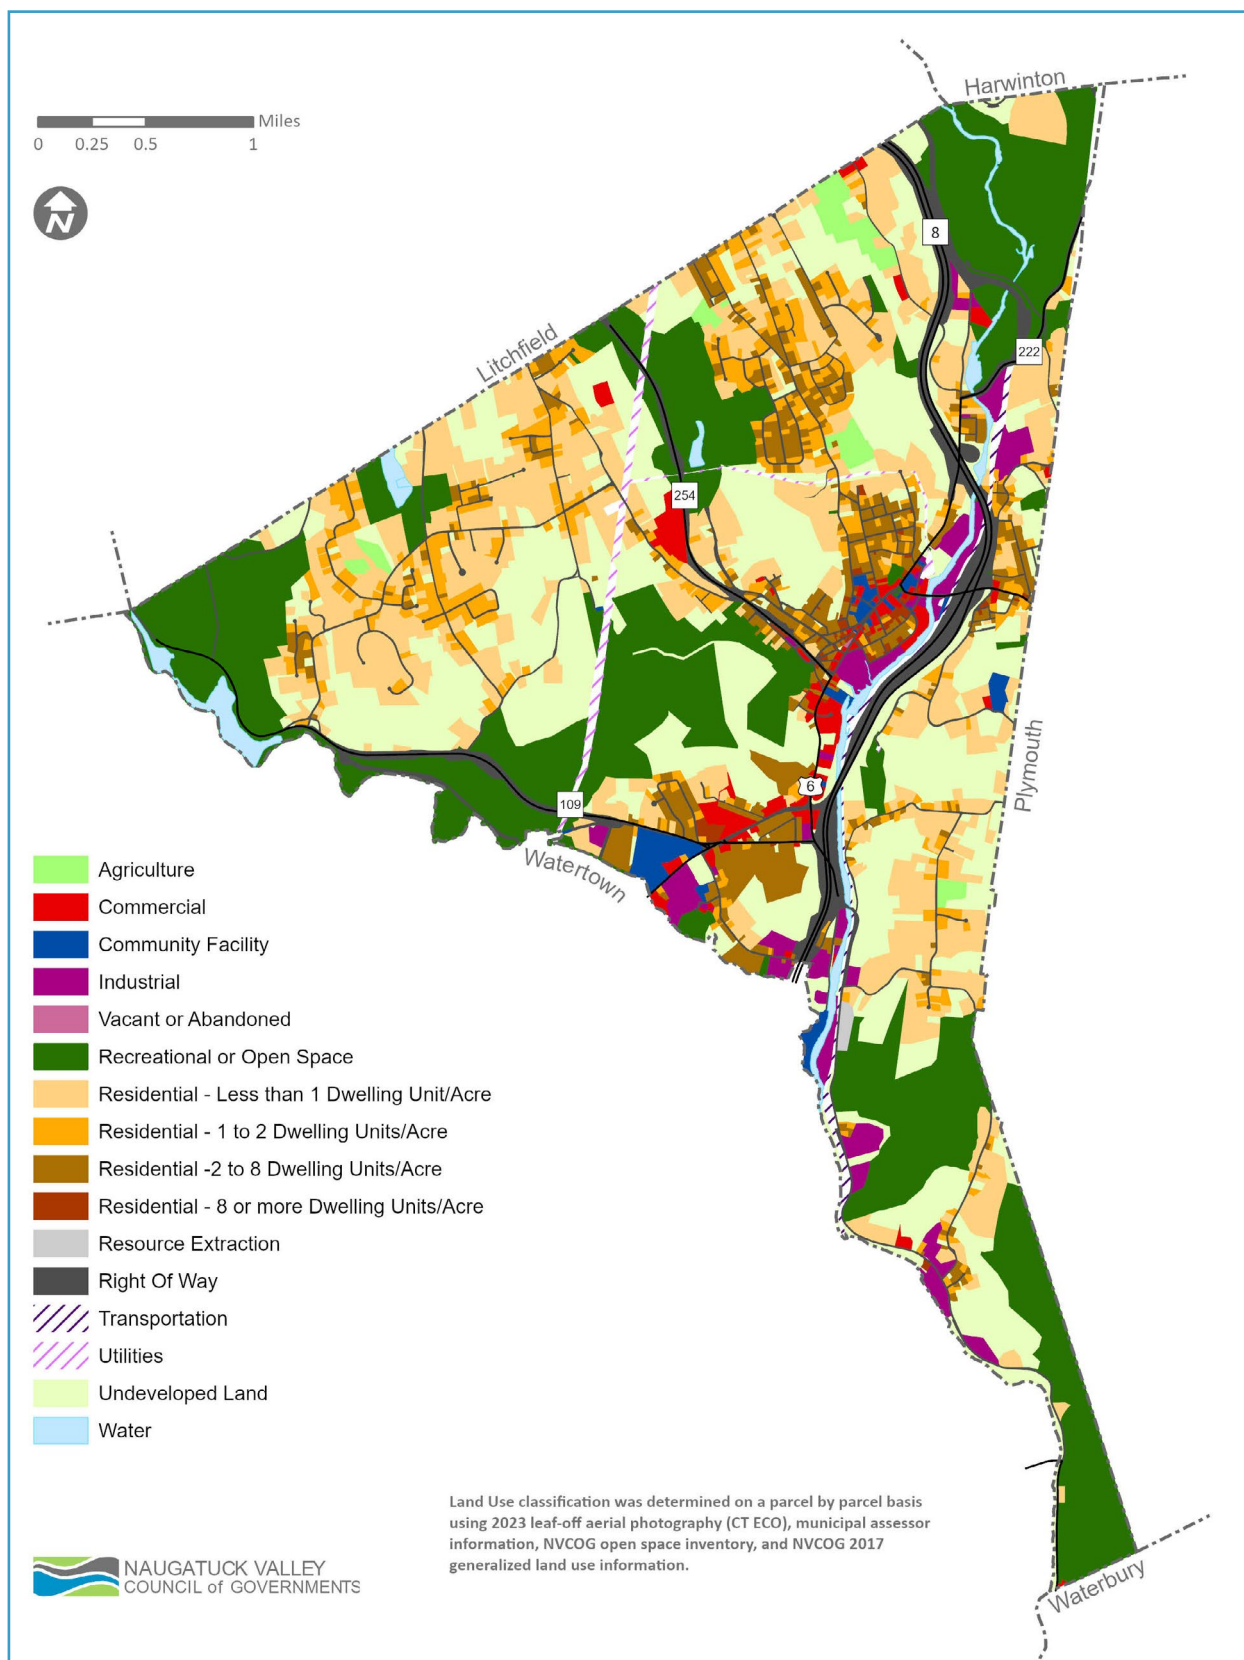 Harwinton
Miles
0 0.25 0.5 1
N
8
Litchfield
222
254
Plymouth
6
109
Watertown
Agriculture
Commercial
Community Facility
Industrial
Vacant or Abandoned
Recreational or Open Space
Residential - Less than 1 Dwelling Unit/Acre
Residential - 1 to 2 Dwelling Units/Acre
Residential -2 to 8 Dwelling Units/Acre
Residential - 8 or more Dwelling Units/Acre
Resource Extraction
Right Of Way
Transportation
Utilities
Undeveloped Land
Water
Land Use classification was determined on a parcel by parcel basis
using 2023 leaf-off aerial photography (CT ECO), municipal assessor
information, NVCOG open space inventory, and NVCOG 2017
generalized land use information.
NAUGATUCK VALLEY
COUNCIL of GOVERNMENTS
Waterbury